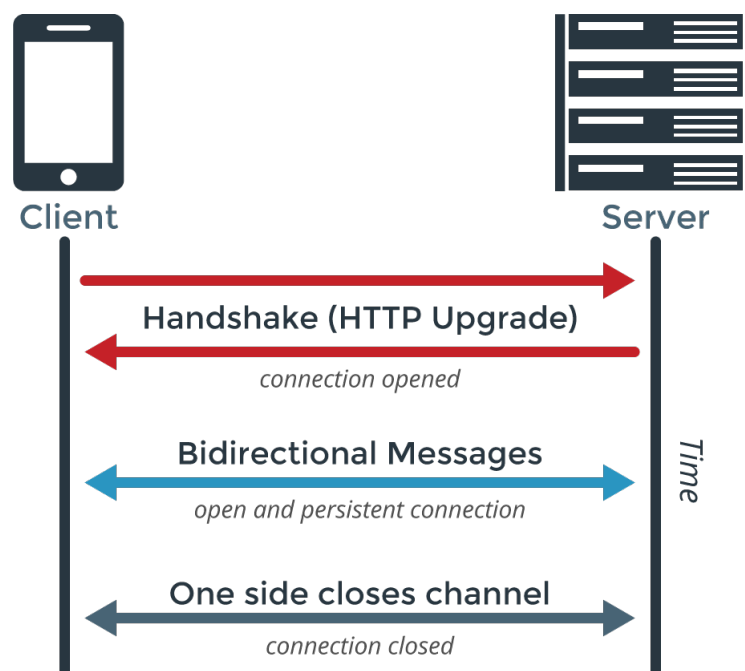 Client
Server
Handshake (HTTP Upgrade)
connection opened
Bidirectional Messages
open and persistent connection
Time
One side closes channel
connection closed